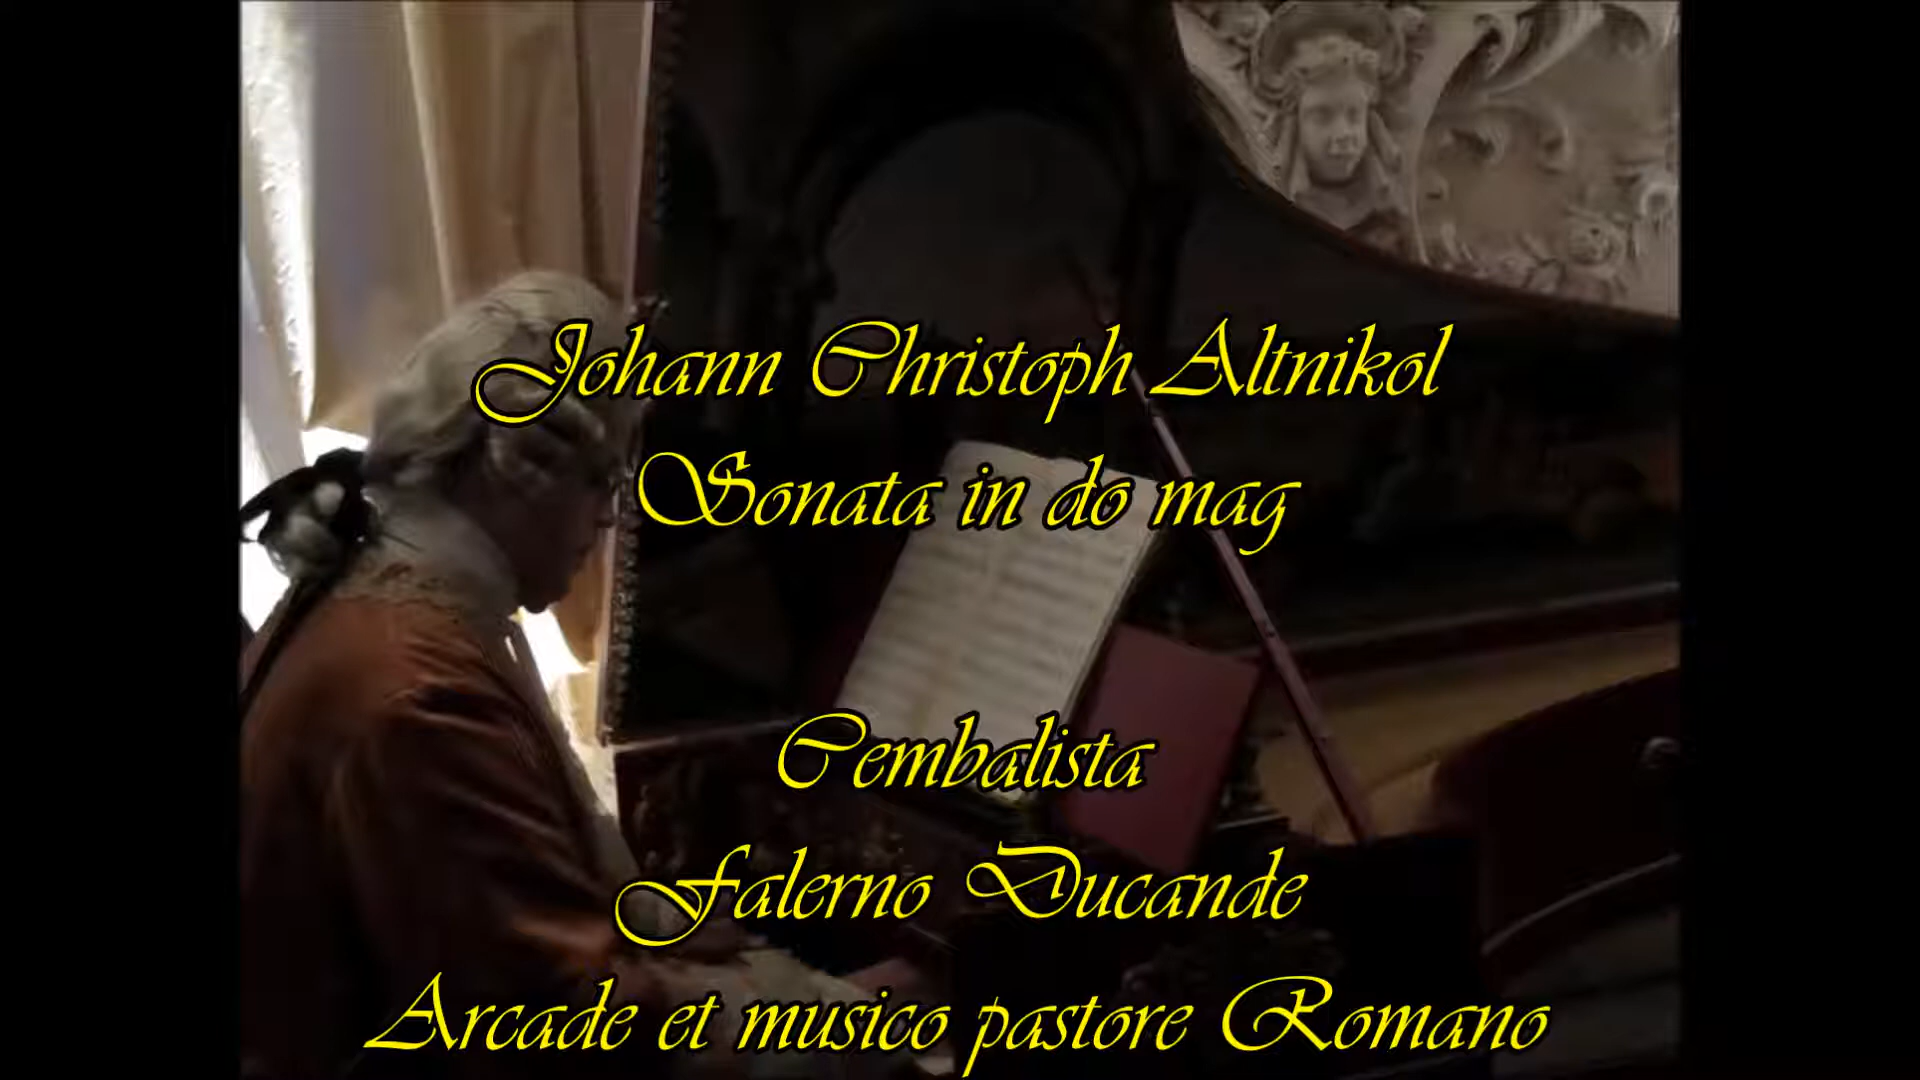 Johann Christoph Altnikol
Sonata in do mag
Cembalista
Falerno Ducande
Arcade et musico pastore Romano